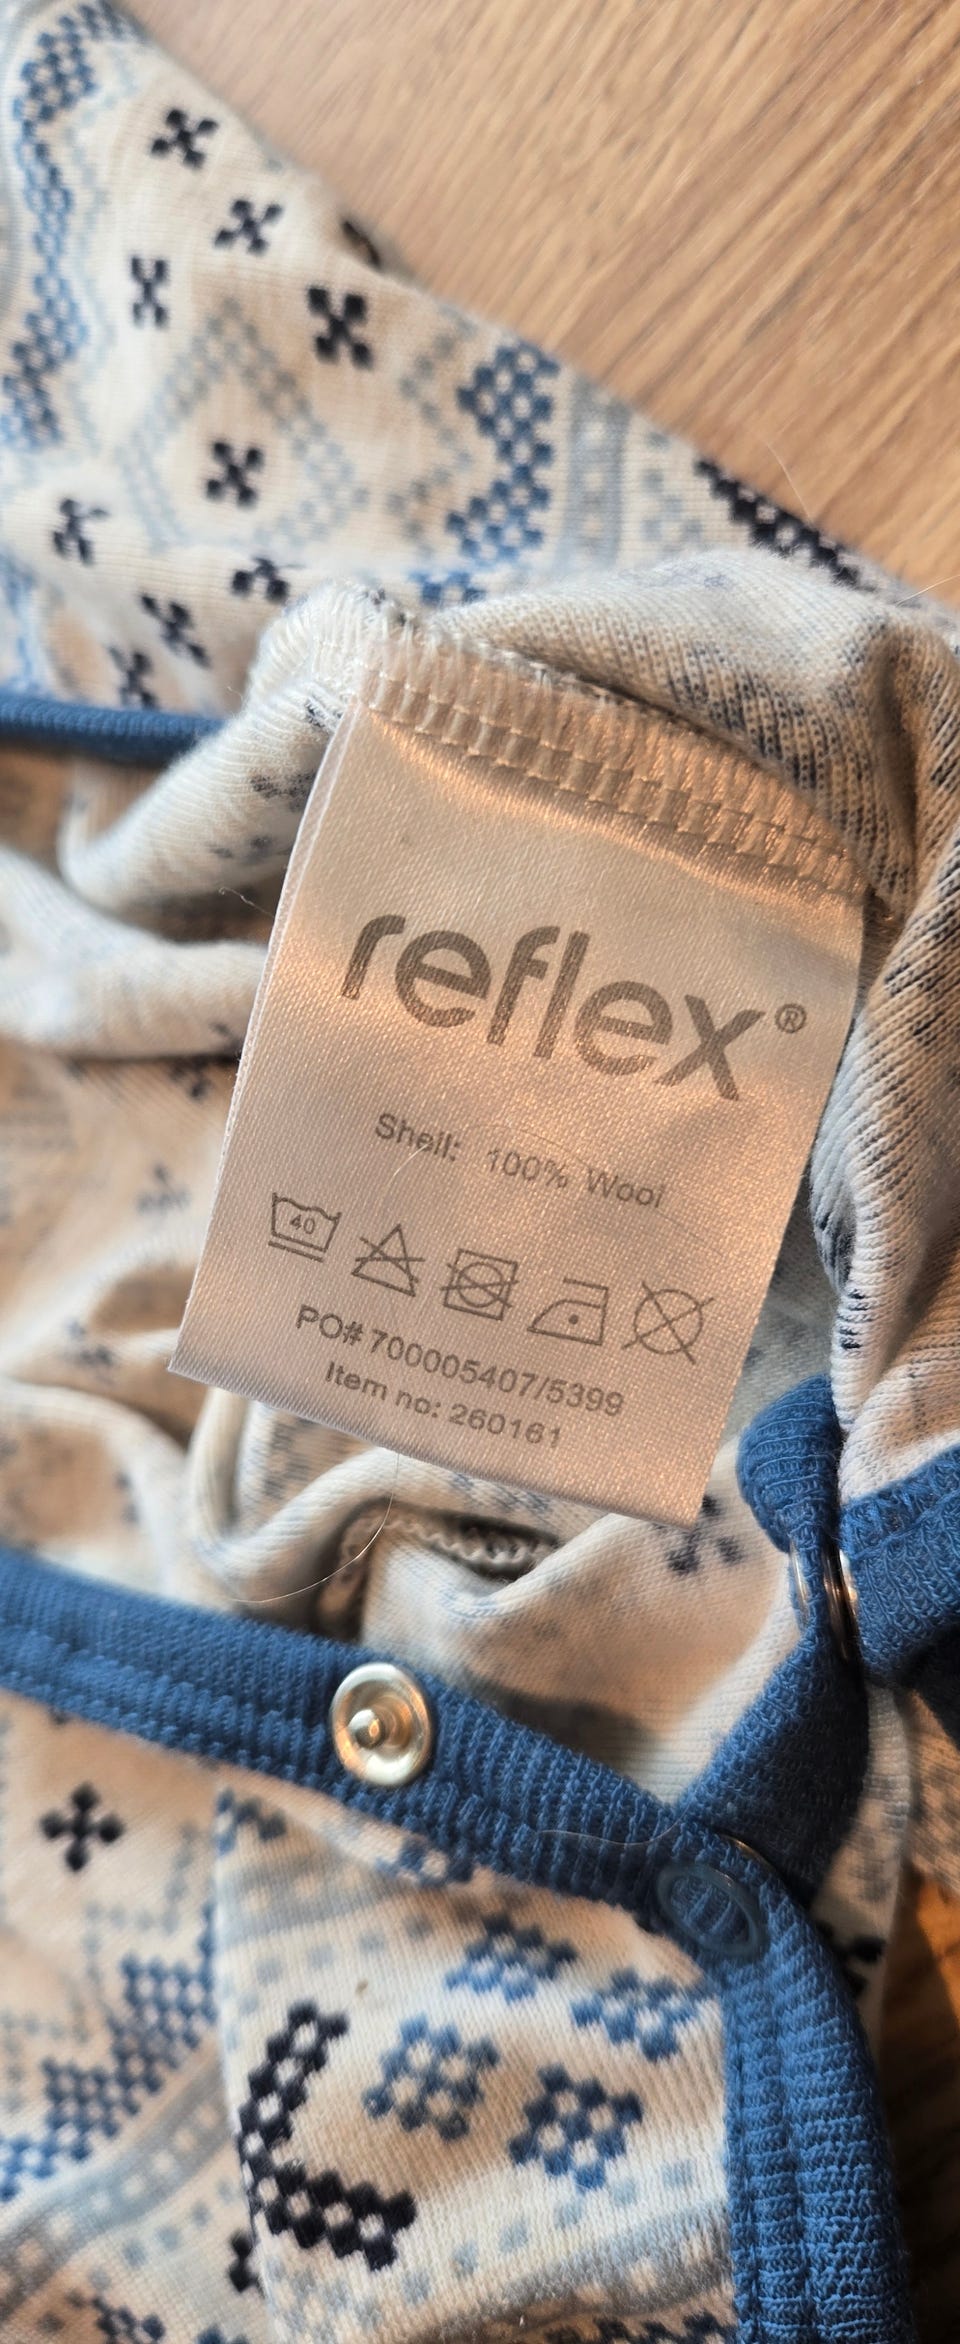 reflex®
Shell: 100% Wool
40
PO# 700005407/5399
Item no: 260161